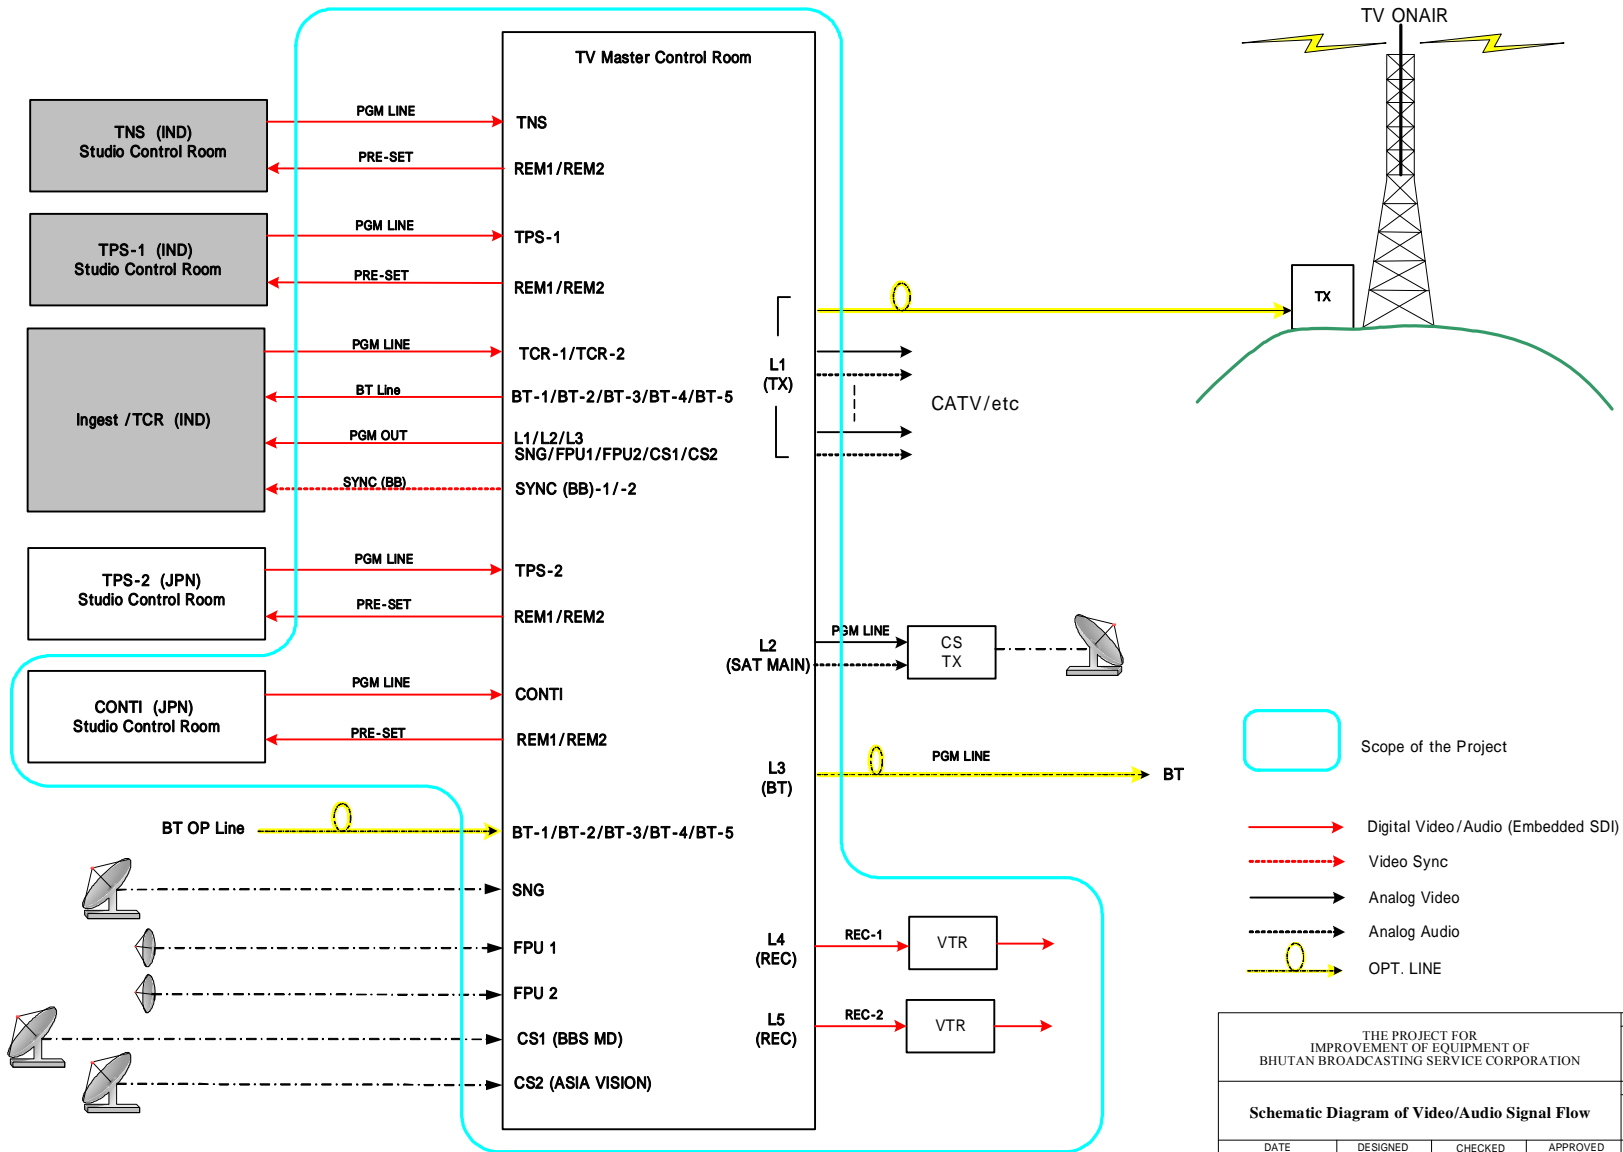 TV ONAIR
TV Master Control Room
TNS (IND)
Studio Control Room
PGM LINE
TNS
PRE-SET
REM1/REM2
TPS-1 (IND)
Studio Control Room
PGM LINE
TPS-1
PRE-SET
REM1/REM2
Ingest /TCR (IND)
PGM LINE
TCR-1/TCR-2
BT Line
BT-1/BT-2/BT-3/BT-4/BT-5
PGM OUT
L1/L2/L3
SNG/FPU1/FPU2/CS1/CS2
SYNC (BB)
SYNC (BB)-1/-2
TPS-2 (JPN)
Studio Control Room
PGM LINE
TPS-2
PRE-SET
REM1/REM2
CONTI (JPN)
Studio Control Room
PGM LINE
CONTI
PRE-SET
REM1/REM2
BT OP Line
BT-1/BT-2/BT-3/BT-4/BT-5
SNG
FPU 1
FPU 2
CS1 (BBS MD)
CS2 (ASIA VISION)
L1
(TX)
TX
CATV/etc
L2
(SAT MAIN)
PGM LINE
CS
TX
L3
(BT)
PGM LINE
BT
L4
(REC)
REC-1
VTR
L5
(REC)
REC-2
VTR
Scope of the Project
Digital Video/Audio (Embedded SDI)
Video Sync
Analog Video
Analog Audio
OPT. LINE
THE PROJECT FOR
IMPROVEMENT OF EQUIPMENT OF
BHUTAN BROADCASTING SERVICE CORPORATION
Schematic Diagram of Video/Audio Signal Flow
DATE
DESIGNED
CHECKED
APPROVED